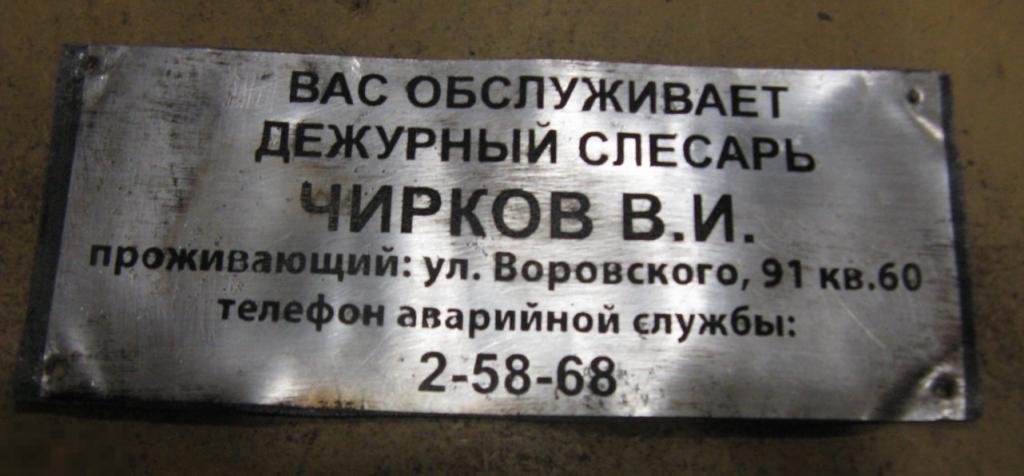 ВАС ОБСЛУЖИВАЕТ
ДЕЖУРНЫЙ СЛЕСАРЬ
ЧИРКОВ В.И.
проживающий: ул. Воровского, 91 кв.60
телефон аварийной службы:
2-58-68